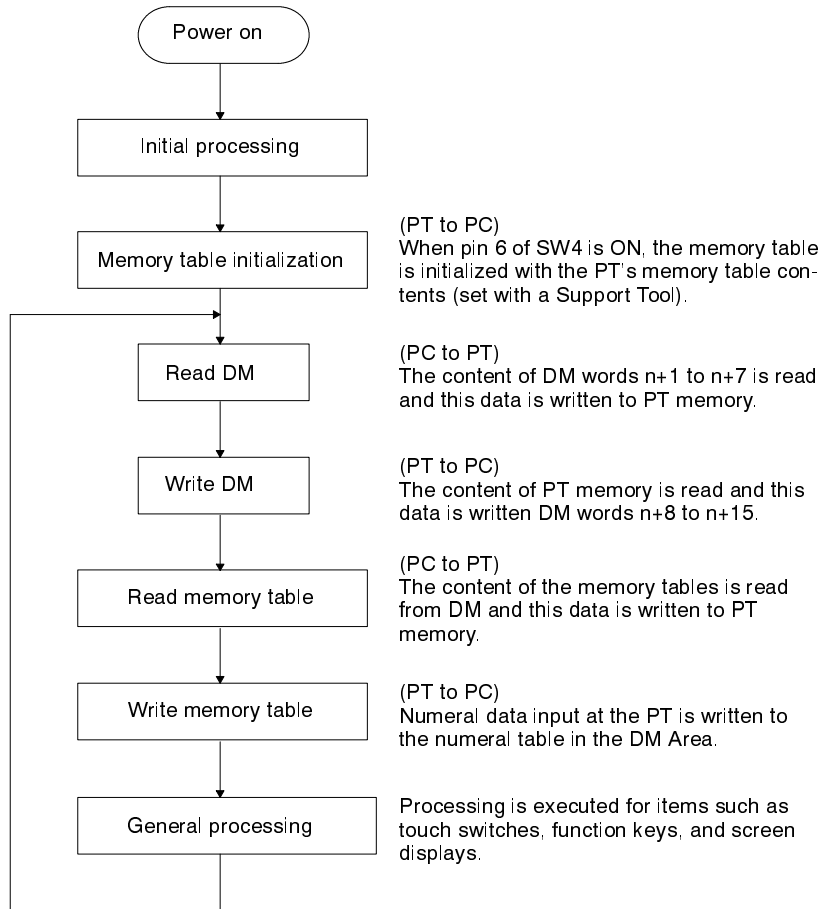 Power on
Initial processing
Memory table initialization
(PT to PC)
When pin 6 of SW4 is ON, the memory table
is initialized with the PT's memory table con-
tents (set with a Support Tool).
Read DM
(PC to PT)
The content of DM words n+1 to n+7 is read
and this data is written to PT memory.
Write DM
(PT to PC)
The content of PT memory is read and this
data is written DM words n+8 to n+15.
Read memory table
(PC to PT)
The content of the memory tables is read
from DM and this data is written to PT
memory.
Write memory table
(PT to PC)
Numeral data input at the PT is written to
the numeral table in the DM Area.
General processing
Processing is executed for items such as
touch switches, function keys, and screen
displays.